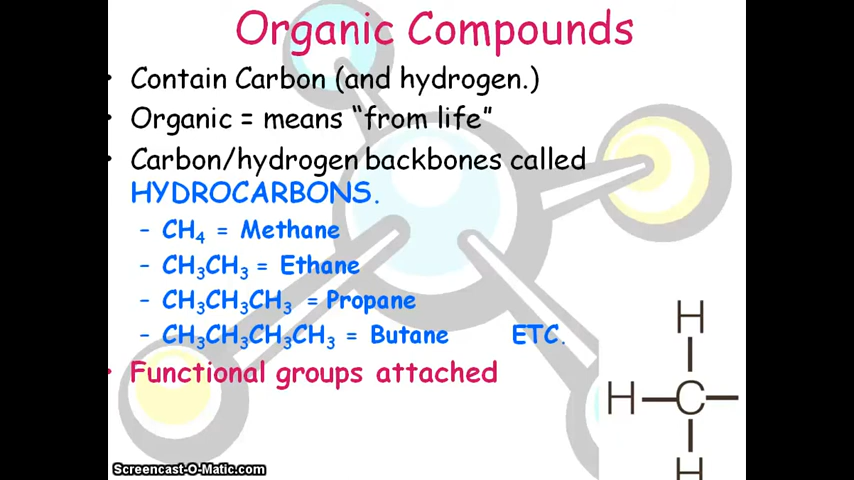 Organic Compounds
• Contain Carbon (and hydrogen.)
• Organic = means “from life”
• Carbon/hydrogen backbones called
HYDROCARBONS.
– CH₄ = Methane
– CH₃CH₃ = Ethane
– CH₃CH₃CH₃ = Propane
– CH₃CH₃CH₃CH₃ = Butane ETC.
• Functional groups attached
H
H C
H
Screencast-O-Matic.com